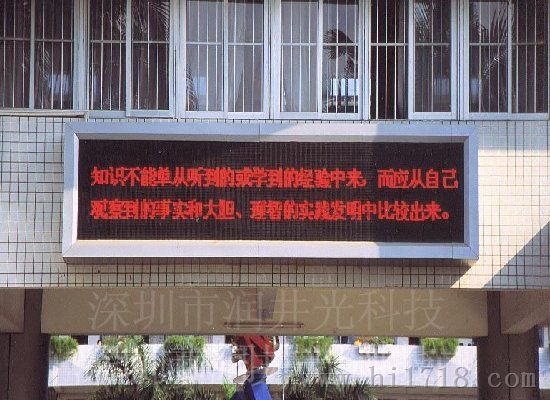 知识不能单从听到的或学到的经验中来，而应从自己
观察到的事实和大胆、理智的实践发明中比较出来。
深圳市润井光科技
www.hi1718.com